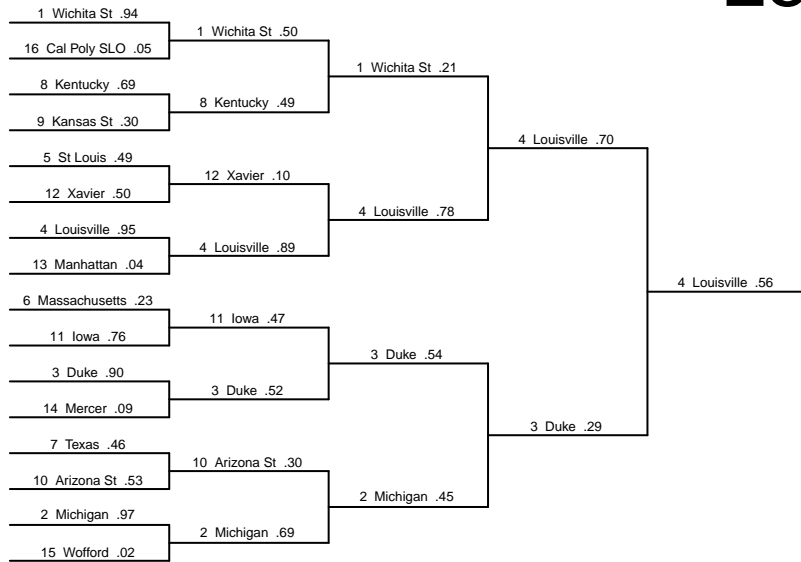 1 Wichita St .94
16 Cal Poly SLO .05
8 Kentucky .69
9 Kansas St .30
5 St Louis .49
12 Xavier .50
4 Louisville .95
13 Manhattan .04
6 Massachusetts .23
11 Iowa .76
3 Duke .90
14 Mercer .09
7 Texas .46
10 Arizona St .53
2 Michigan .97
15 Wofford .02
1 Wichita St .50
8 Kentucky .49
12 Xavier .10
4 Louisville .89
11 Iowa .47
3 Duke .52
10 Arizona St .30
2 Michigan .69
1 Wichita St .21
4 Louisville .78
3 Duke .54
2 Michigan .45
4 Louisville .70
3 Duke .29
4 Louisville .56